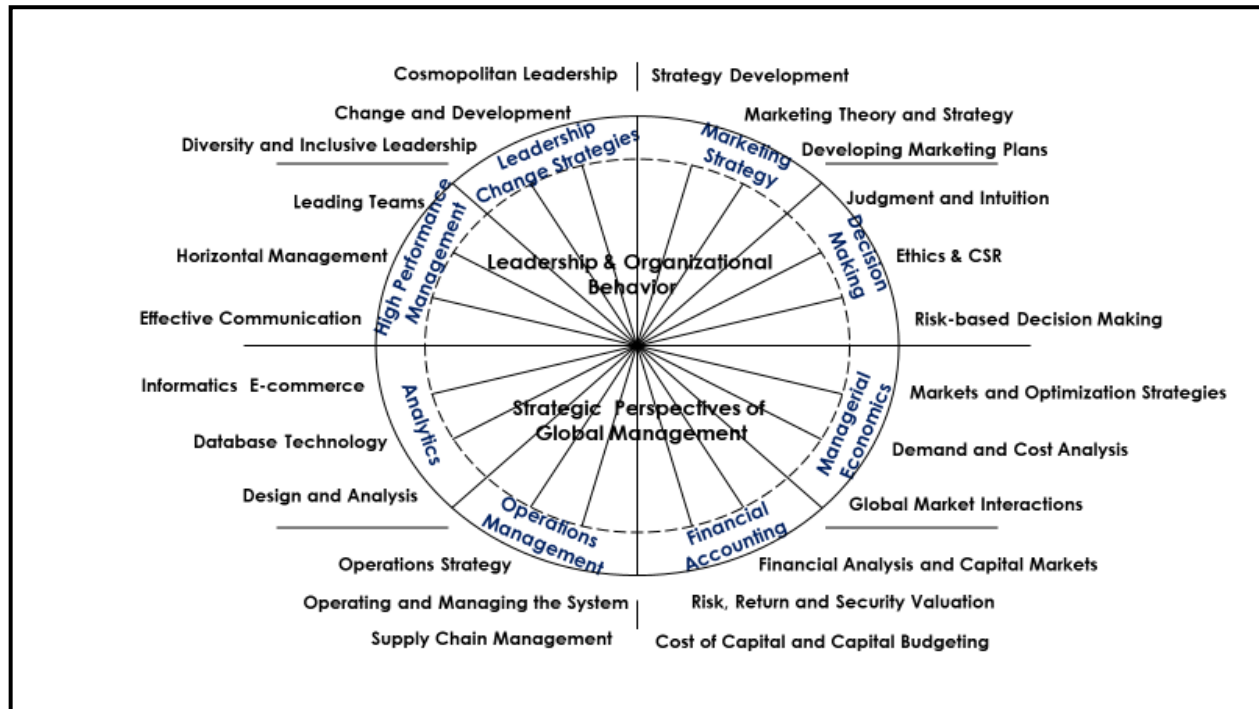 Cosmopolitan Leadership
Strategy Development
Change and Development
Marketing Theory and Strategy
Diversity and Inclusive Leadership
Developing Marketing Plans
Leadership
Change Strategies
Marketing
Strategy
Leading Teams
Judgment and Intuition
High Performance
Management
Decision
Making
Horizontal Management
Ethics & CSR
Leadership & Organizational
Behavior
Effective Communication
Risk-based Decision Making
Informatics E-commerce
Markets and Optimization Strategies
Analytics
Strategic Perspectives of
Global Management
Managerial
Economics
Database Technology
Demand and Cost Analysis
Design and Analysis
Global Market Interactions
Operations
Management
Financial
Accounting
Operations Strategy
Financial Analysis and Capital Markets
Operating and Managing the System
Risk, Return and Security Valuation
Supply Chain Management
Cost of Capital and Capital Budgeting